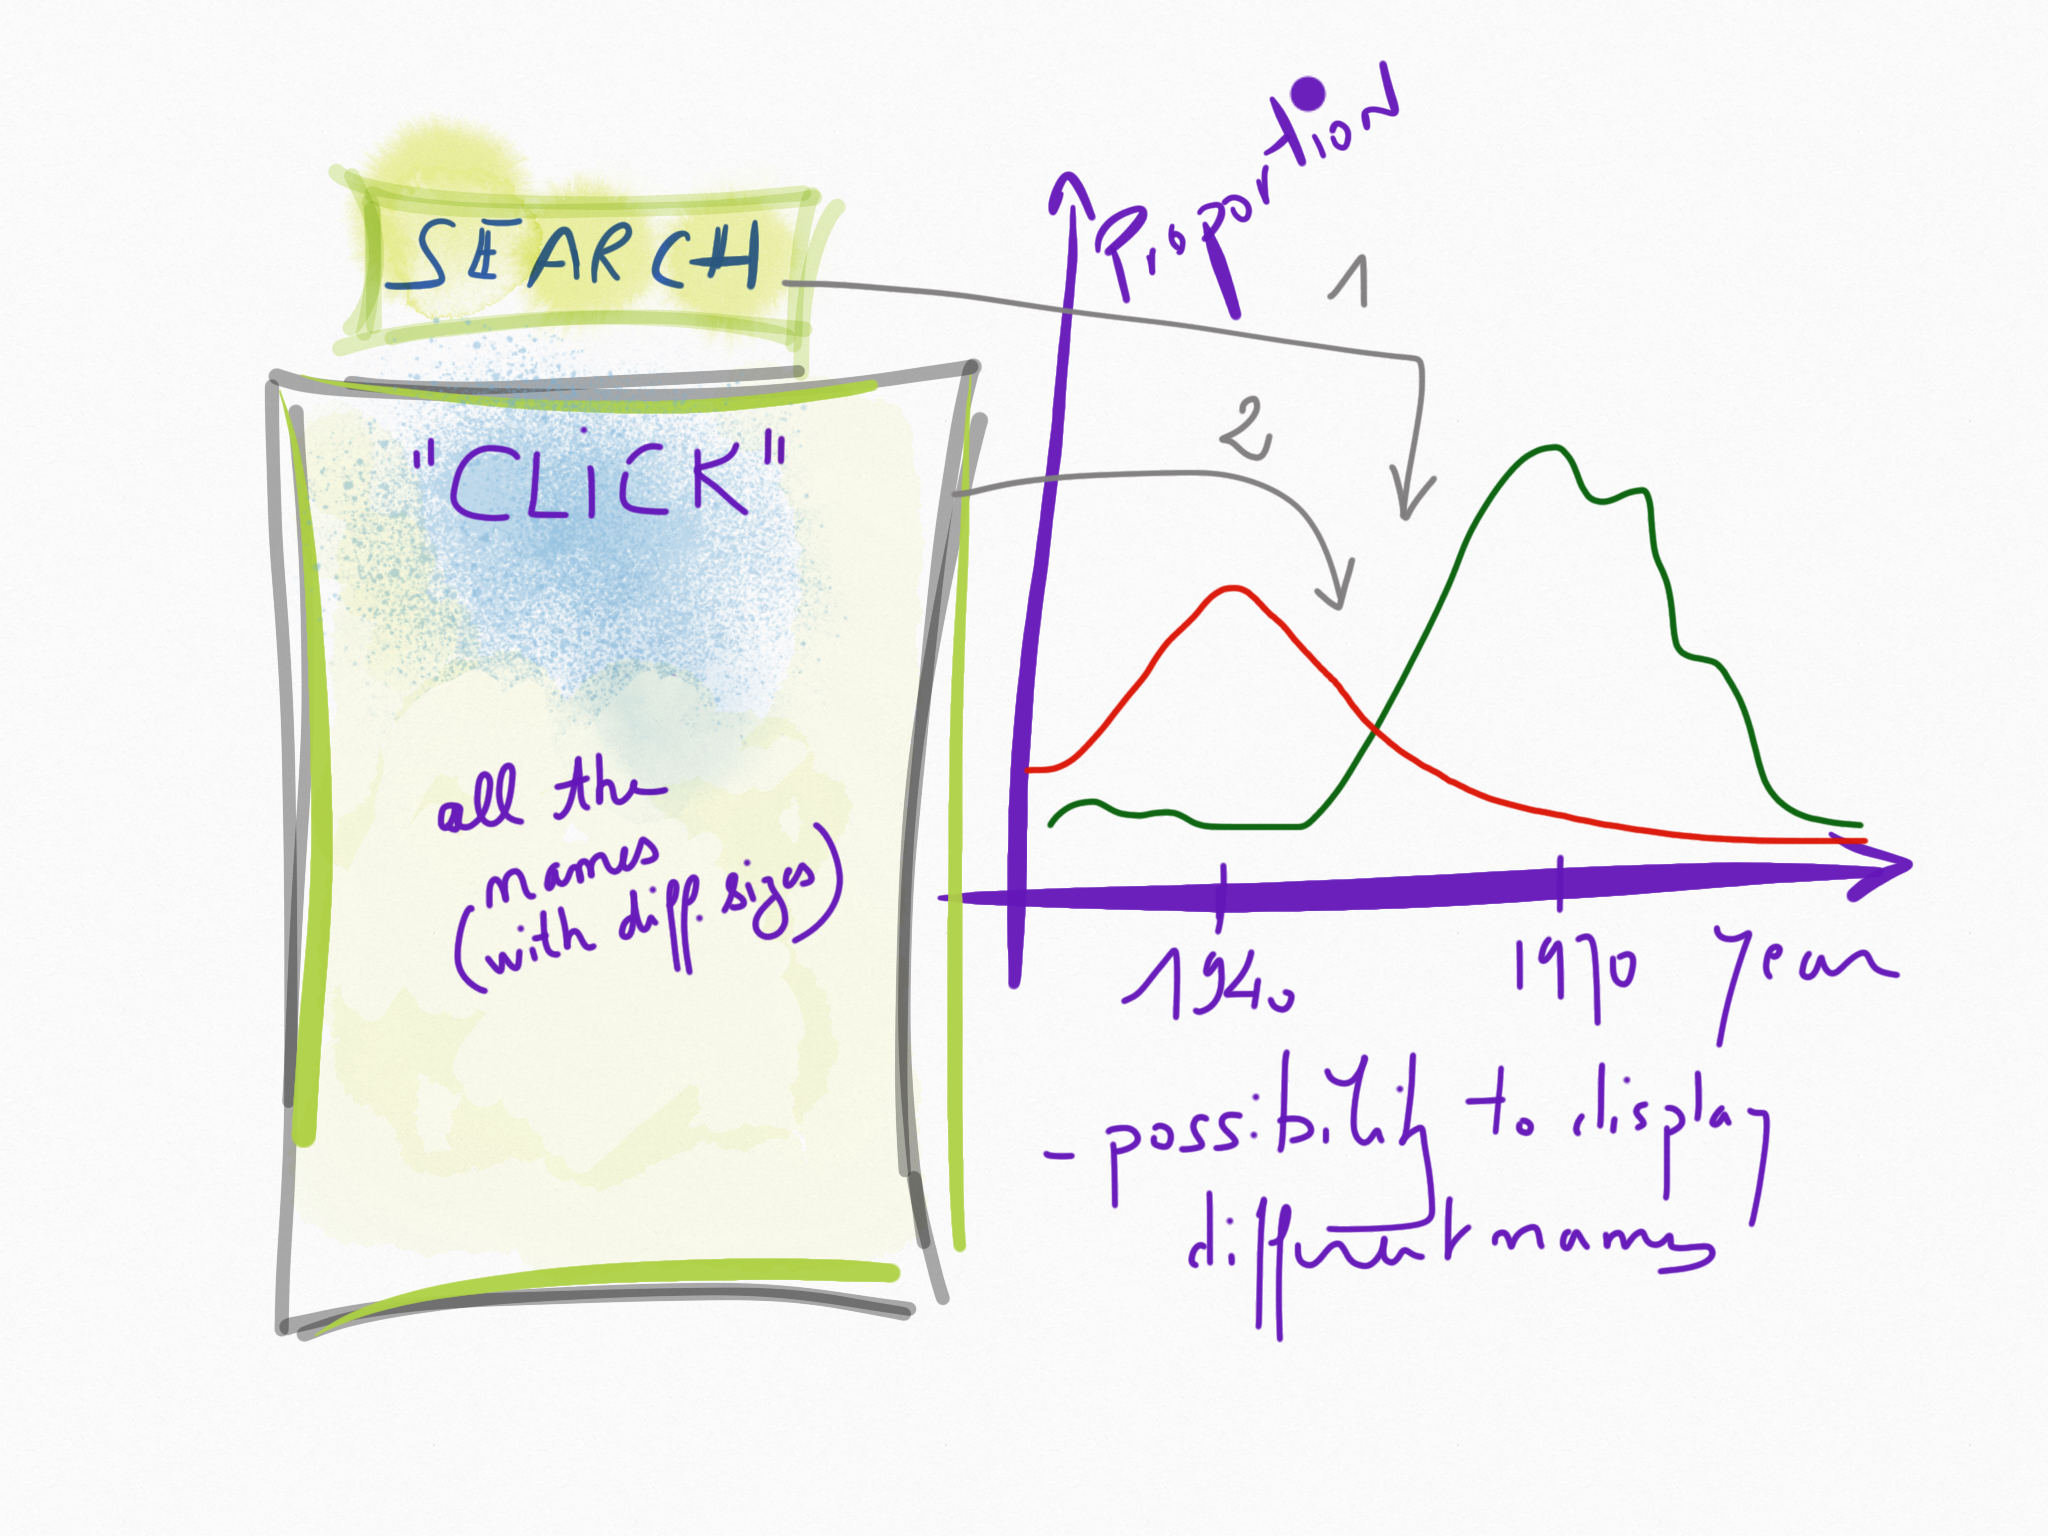 SEARCH
"CLiCK"
all the
names
(with diff. sizes)
Proportion
1
2
1940
1970
Year
- possibility to display
different names